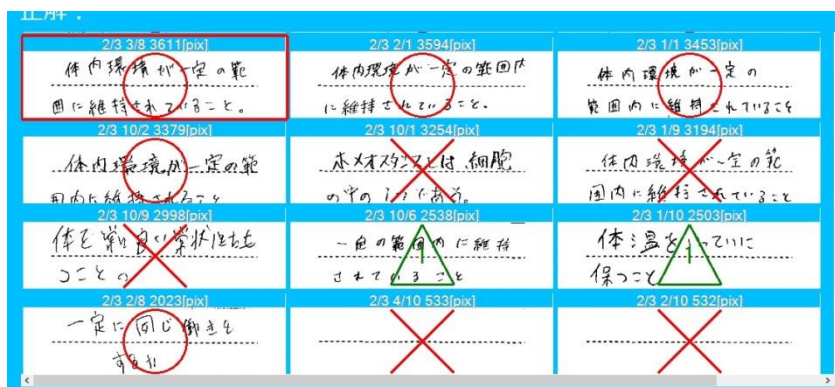 正解：
2/3 3/8 3611[pix]
体内環境が一定の範
囲に維持されていること。
2/3 2/1 3594[pix]
体内環境が一定の範囲内
に維持されていること。
2/3 1/1 3453[pix]
体内環境が一定の
範囲内に維持されていること
2/3 10/2 3379[pix]
体内環境が一定の範
囲内に維持されること
2/3 10/1 3254[pix]
ホメオスタシスとは、細胞
の中の
2/3 1/9 3194[pix]
体内環境が一定の範
囲内に維持されていること
2/3 10/9 2998[pix]
体を常に良い状
つことの
2/3 10/6 2538[pix]
一定の範囲内に維持
されていること
1
2/3 1/10 2503[pix]
体温を
保つこと
1
2/3 2/8 2023[pix]
一定に同じ働きを
2/3 4/10 533[pix]
2/3 2/10 532[pix]